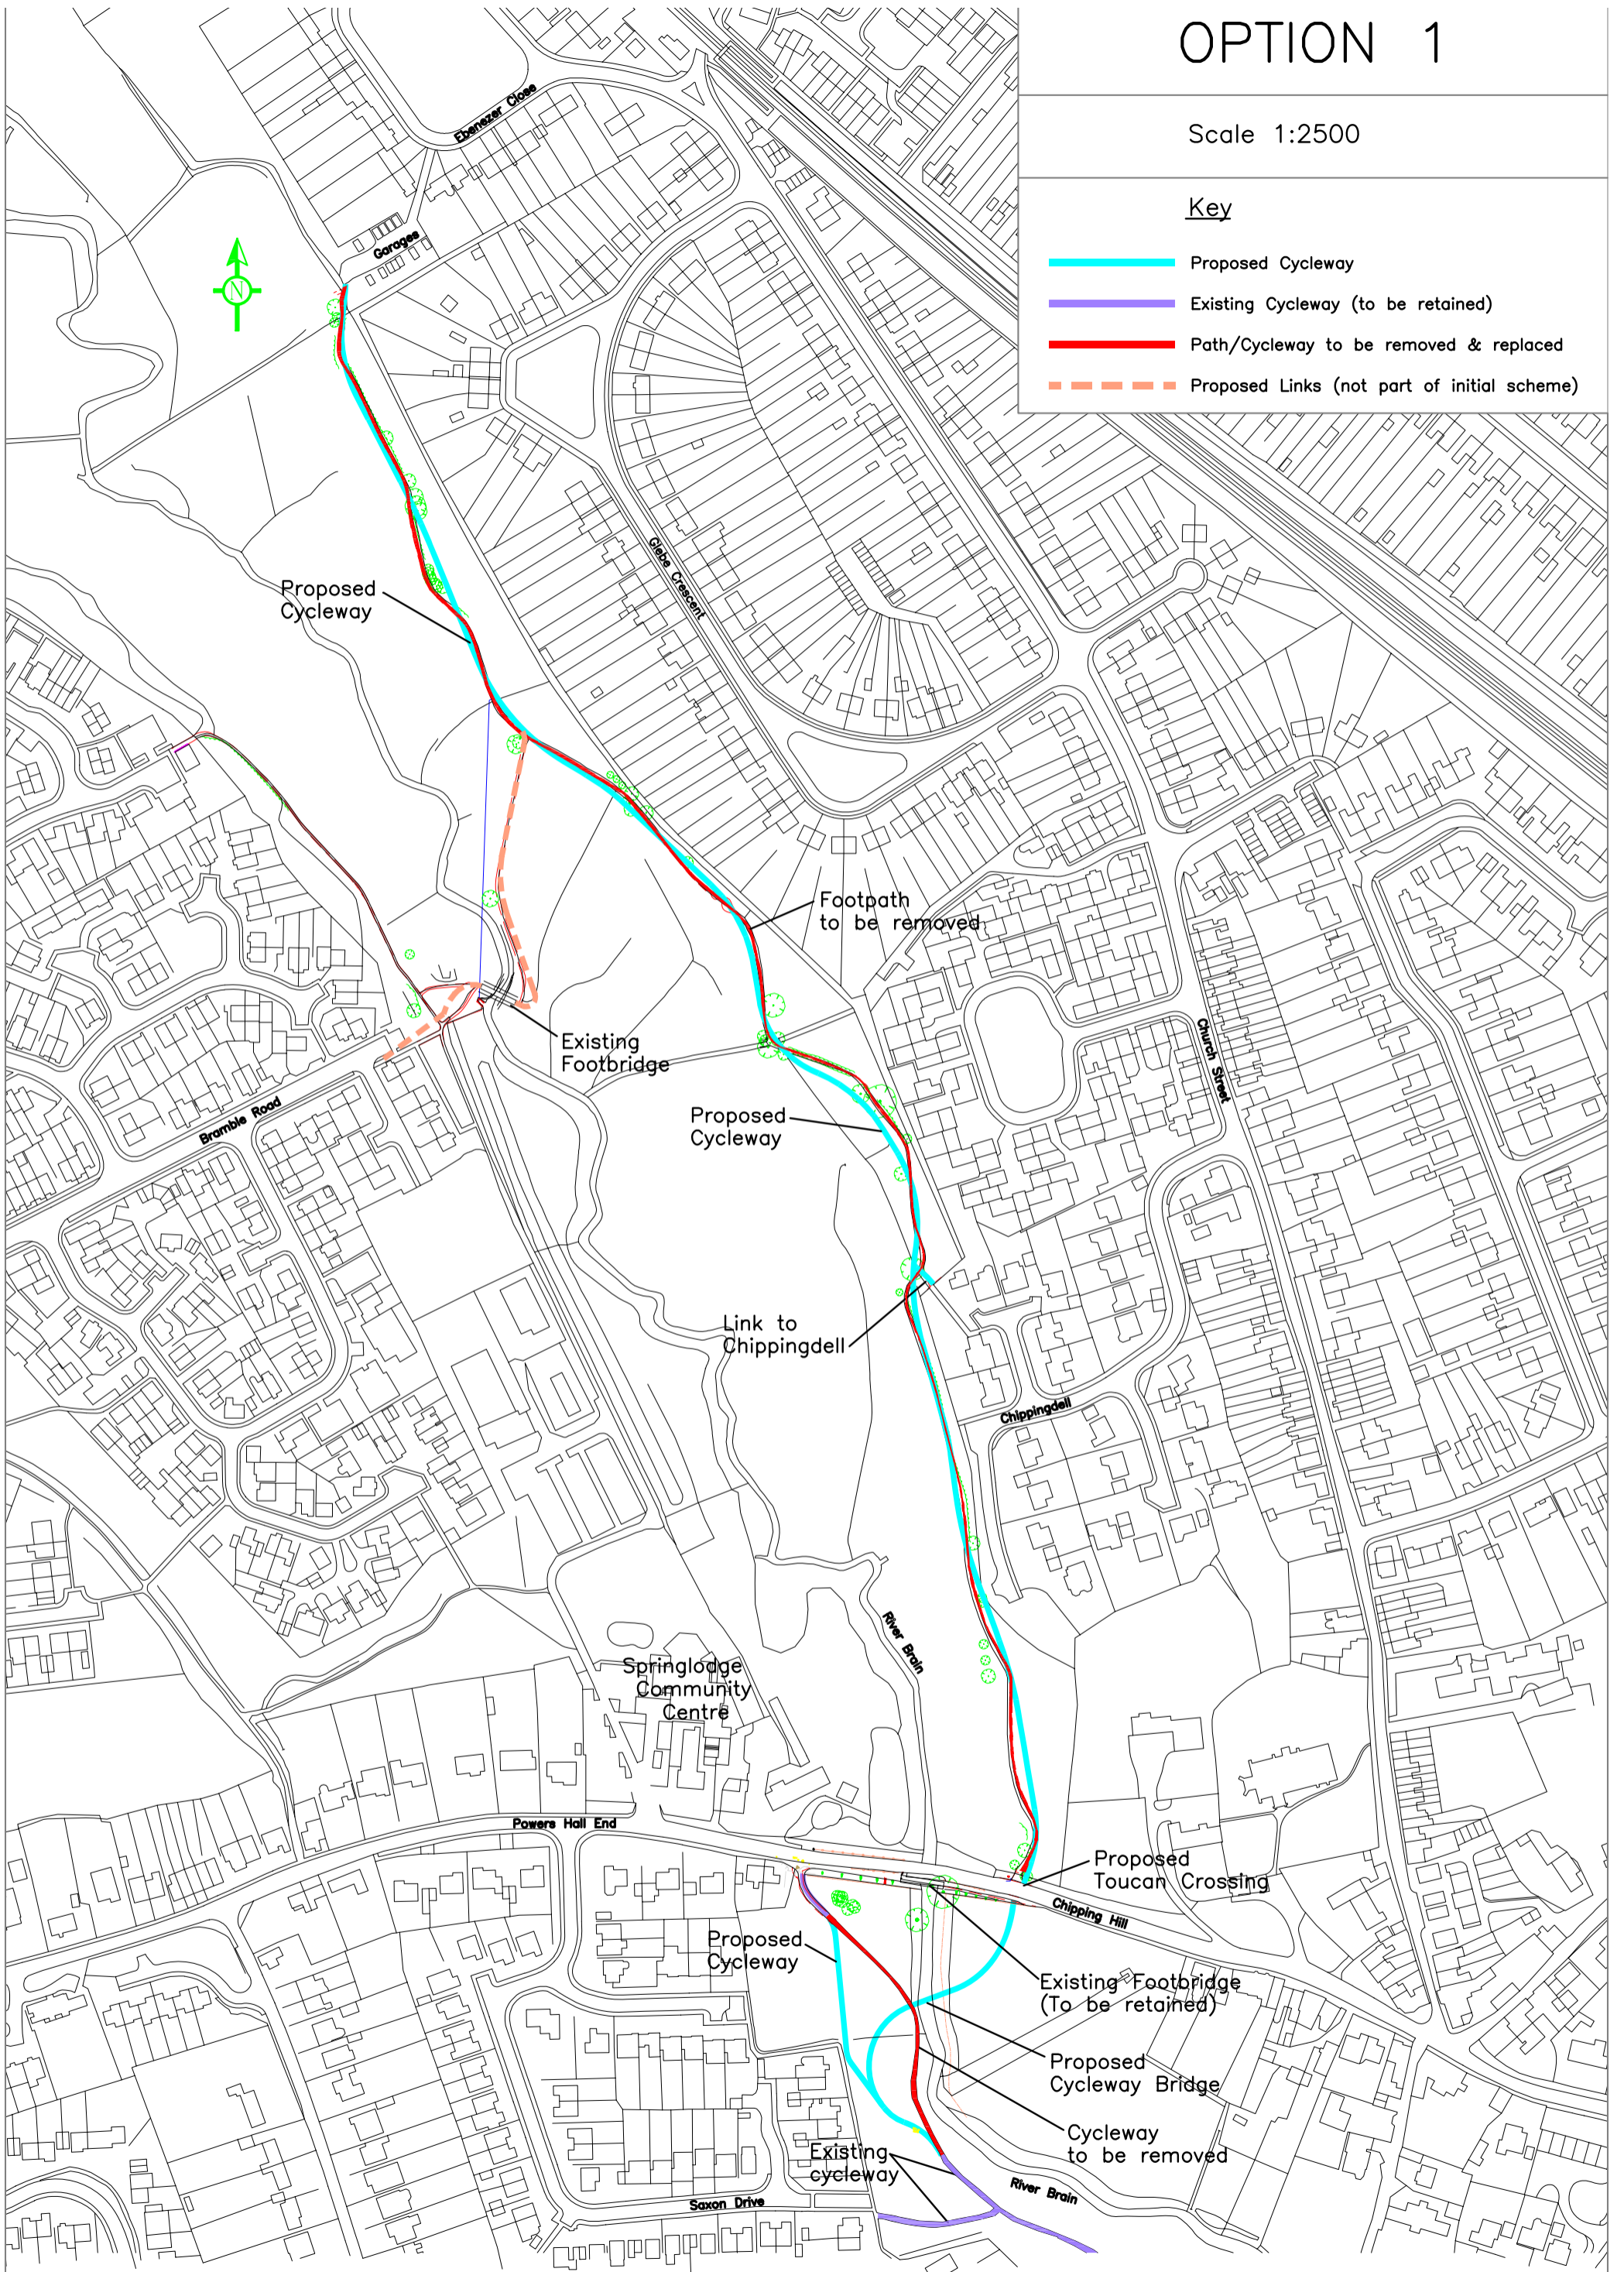 OPTION 1
Scale 1:2500
Key
Proposed Cycleway
Existing Cycleway (to be retained)
Path/Cycleway to be removed & replaced
Proposed Links (not part of initial scheme)
Ebenezer Close
Garages
N
Glebe Crescent
Proposed
Cycleway
Footpath
to be removed
Existing
Footbridge
Church Street
Bramble Road
Proposed
Cycleway
Link to
Chippingdell
Chippingdell
River Brain
Springlodge
Community
Centre
Powers Hall End
Proposed
Toucan Crossing
Chipping Hill
Proposed
Cycleway
Existing Footbridge
(To be retained)
Proposed
Cycleway Bridge
Cycleway
to be removed
Existing
cycleway
River Brain
Saxon Drive